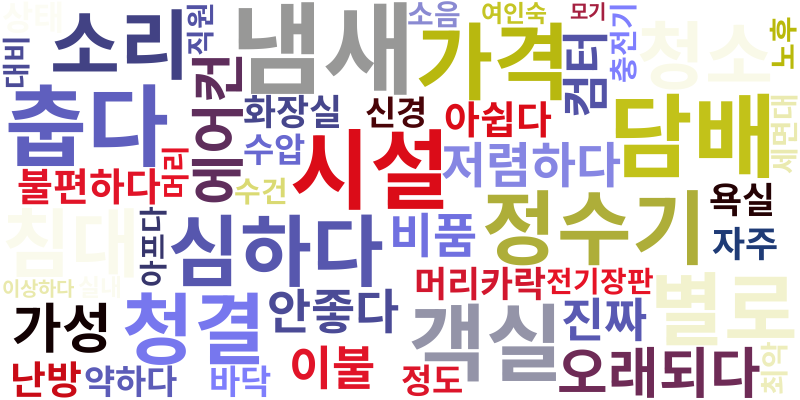 상태
소리
직원
냄새
소음
여인숙
모기
가격
충전기
청소
노후
대비
춥다
에어컨
화장실
신경
아쉽다
컴터
담배
세면대
수압
시설
저렴하다
불편하다
머리
수건
정수기
욕실
자주
침대
아프다
심하다
비품
머리카락
전기장판
별로
이상하다
실내
가성
청결
안좋다
객실
진짜
오래되다
최악
난방
약하다
바닥
이불
정도